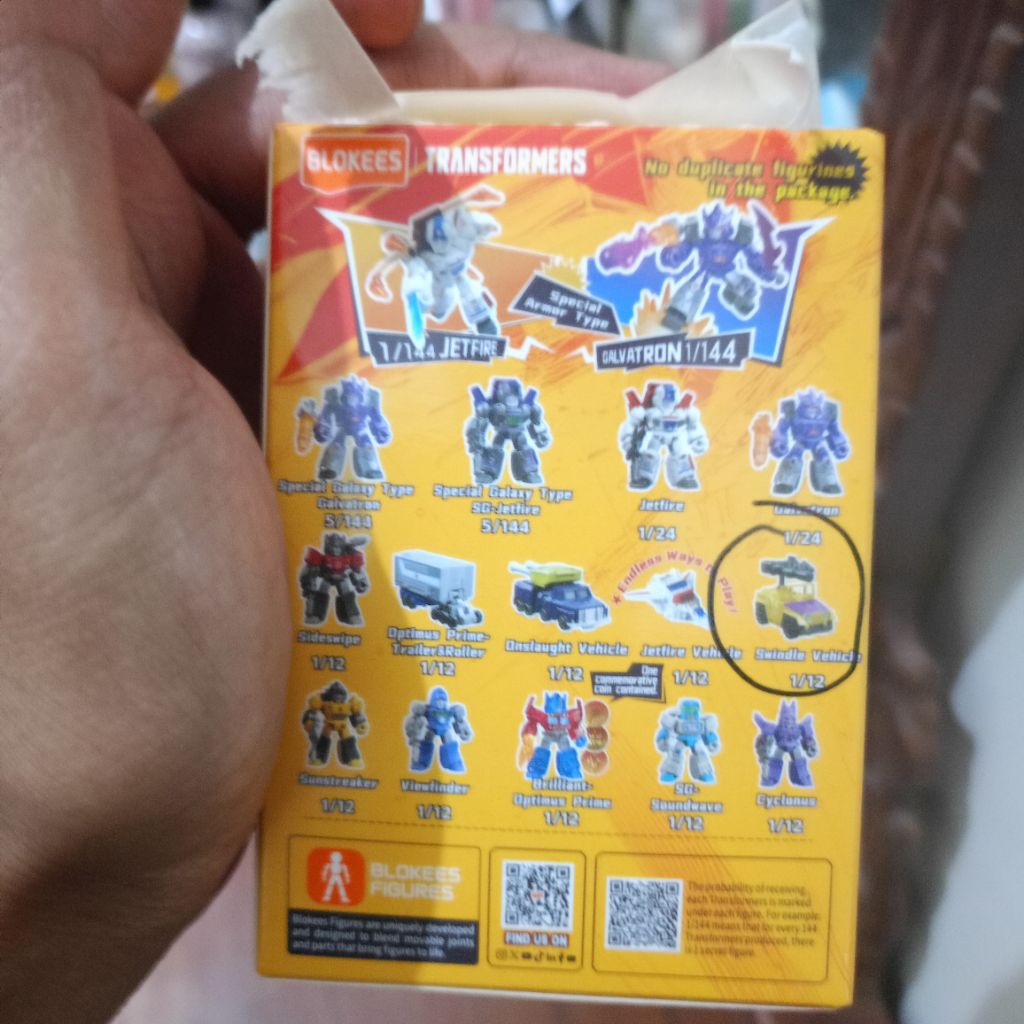 BLOKEES TRANSFORMERS
No duplicate figurines
in the package.
Special
Armor Type
1/144 JETFIRE
GALVATRON 1/144
Special Galaxy Type
Galvatron
5/144
Special Galaxy Type
SG-Jetfire
5/144
Jetfire
1/24
Galvatron
1/24
Sideswipe
1/12
Optimus Prime-
Trailer&Roller
1/12
Onslaught Vehicle
1/12
+ Endless Ways to Play!
Jetfire Vehicle
1/12
Swindle Vehicle
1/12
One
commemorative
coin contained.
Sunstreaker
1/12
Viewfinder
1/12
Brilliant-
Optimus Prime
1/12
SG-
Soundwave
1/12
Cyclonus
1/12
BLOKEES
FIGURES
Blokees Figures are uniquely developed
and designed to blend movable joints
and parts that bring figures to life.
FIND US ON
The probability of receiving
each Transformers is marked
under each figure. For example:
1/144 means that for every 144
Transformers produced, there
is 1 secret figure.